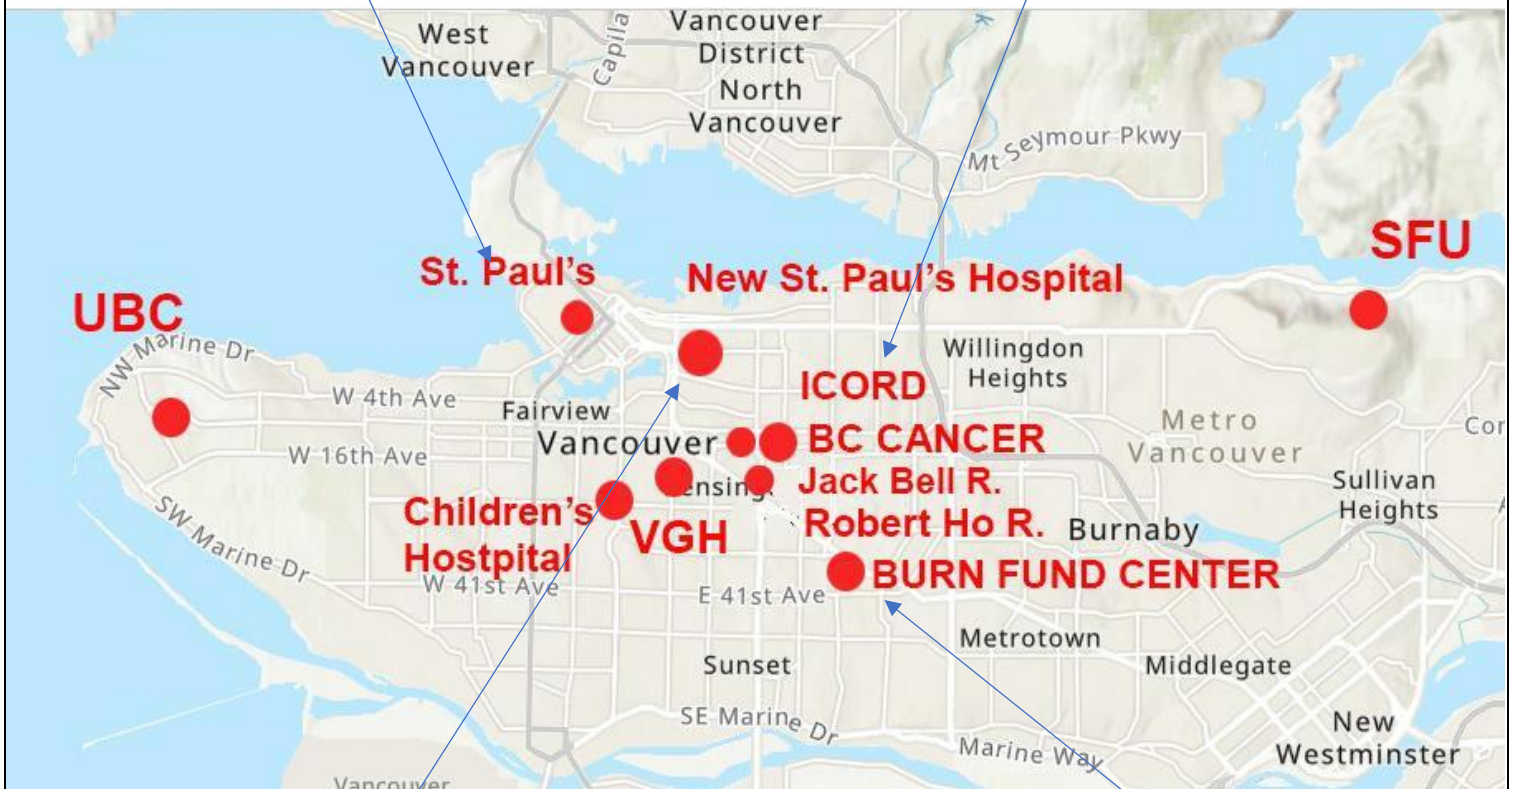 West
Vancouver
Capila
Vancouver
District
North
Vancouver
Mt Seymour Pkwy
SFU
St. Paul's
New St. Paul's Hospital
UBC
NW Marine Dr
Willingdon
Heights
ICORD
W 4th Ave
Fairview
Metro
Vancouver
Cor
Vancouver
BC CANCER
W 16th Ave
ensing
Jack Bell R.
Sullivan
Heights
Children's
Hostpital
VGH
Robert Ho R.
Burnaby
SW Marine Dr
W 41st Ave
BURN FUND CENTER
E 41st Ave
Metrotown
Sunset
Middlegate
SE Marine Dr
Marine Way
New
Westminster
Vancouver